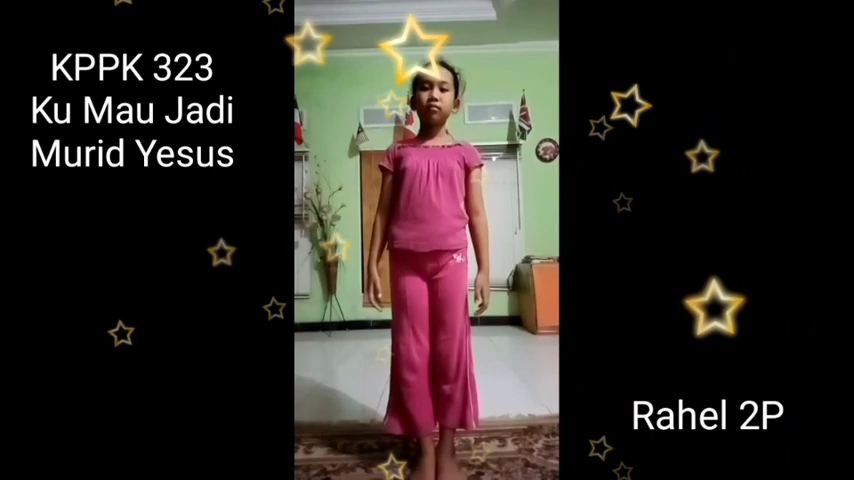 KPPK 323
Ku Mau Jadi
Murid Yesus
Rahel 2P